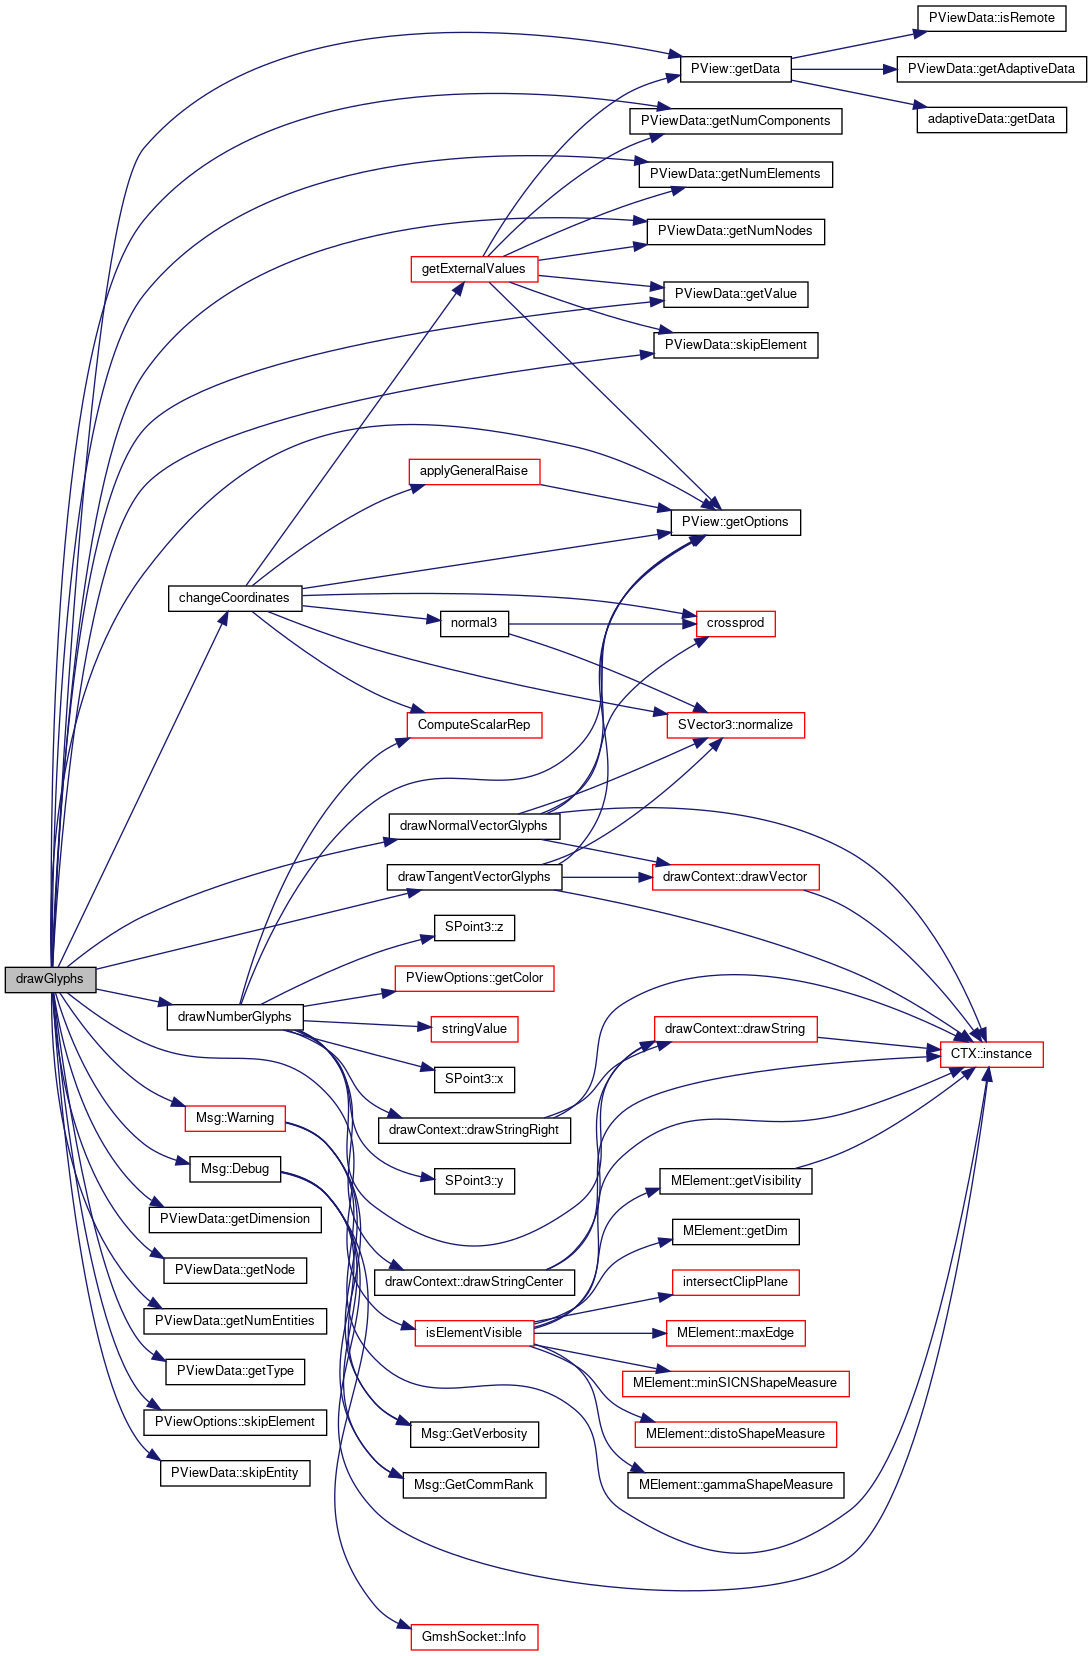 PViewData::isRemote
PView::getData
PViewData::getAdaptiveData
adaptiveData::getData
PViewData::getNumComponents
PViewData::getNumElements
PViewData::getNumNodes
getExternalValues
PViewData::getValue
PViewData::skipElement
applyGeneralRaise
PView::getOptions
changeCoordinates
normal3
crossprod
ComputeScalarRep
SVector3::normalize
drawNormalVectorGlyphs
drawTangentVectorGlyphs
drawContext::drawVector
SPoint3::z
drawGlyphs
PViewOptions::getColor
drawNumberGlyphs
stringValue
drawContext::drawString
CTX::instance
SPoint3::x
Msg::Warning
drawContext::drawStringRight
Msg::Debug
SPoint3::y
MElement::getVisibility
PViewData::getDimension
MElement::getDim
PViewData::getNode
drawContext::drawStringCenter
intersectClipPlane
PViewData::getNumEntities
isElementVisible
MElement::maxEdge
PViewData::getType
MElement::minSICNShapeMeasure
PViewOptions::skipElement
Msg::GetVerbosity
MElement::distoShapeMeasure
PViewData::skipEntity
Msg::GetCommRank
MElement::gammaShapeMeasure
GmshSocket::Info